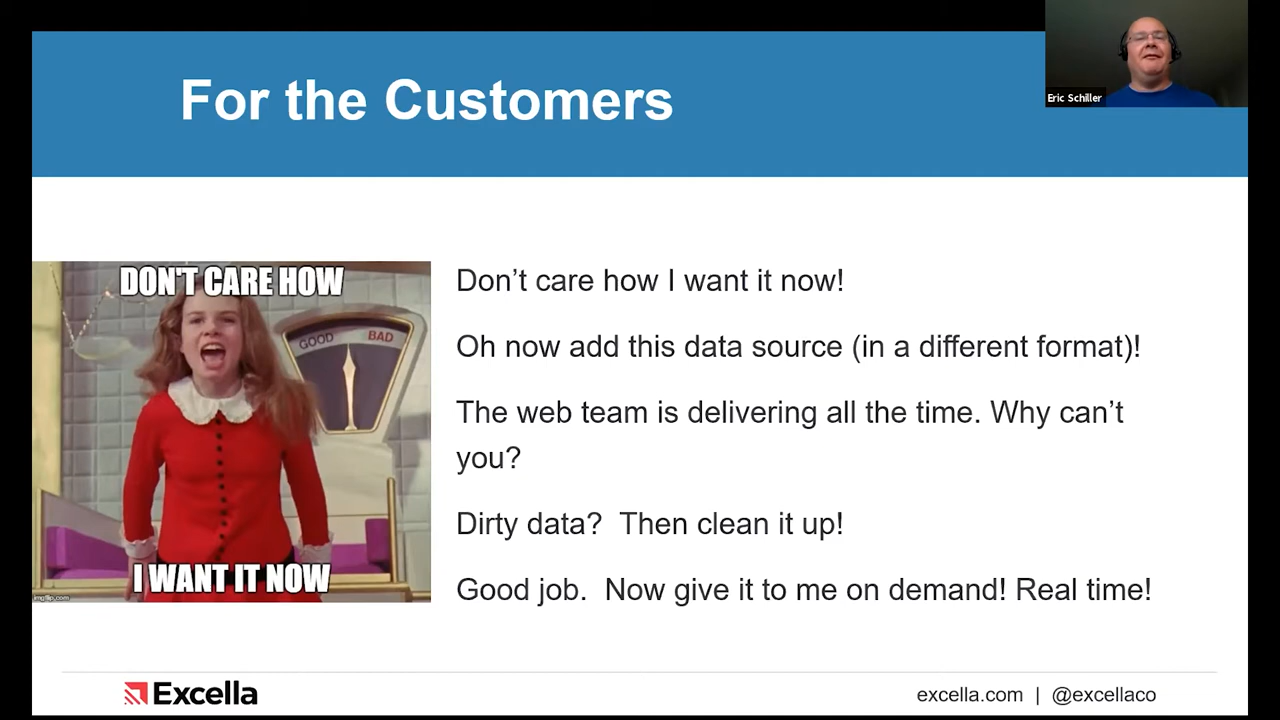 For the Customers
Eric Schiller
DON'T CARE HOW
GOOD
BAD
I WANT IT NOW
imgflip.com
Don’t care how I want it now!
Oh now add this data source (in a different format)!
The web team is delivering all the time. Why can’t
you?
Dirty data?  Then clean it up!
Good job.  Now give it to me on demand! Real time!
Excella
excella.com | @excellaco